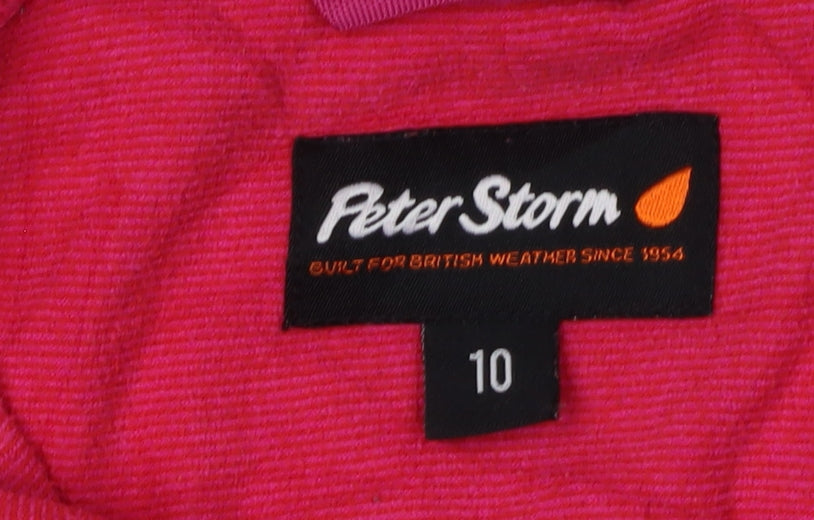 Peter Storm
BUILT FOR BRITISH WEATHER SINCE 1954
10